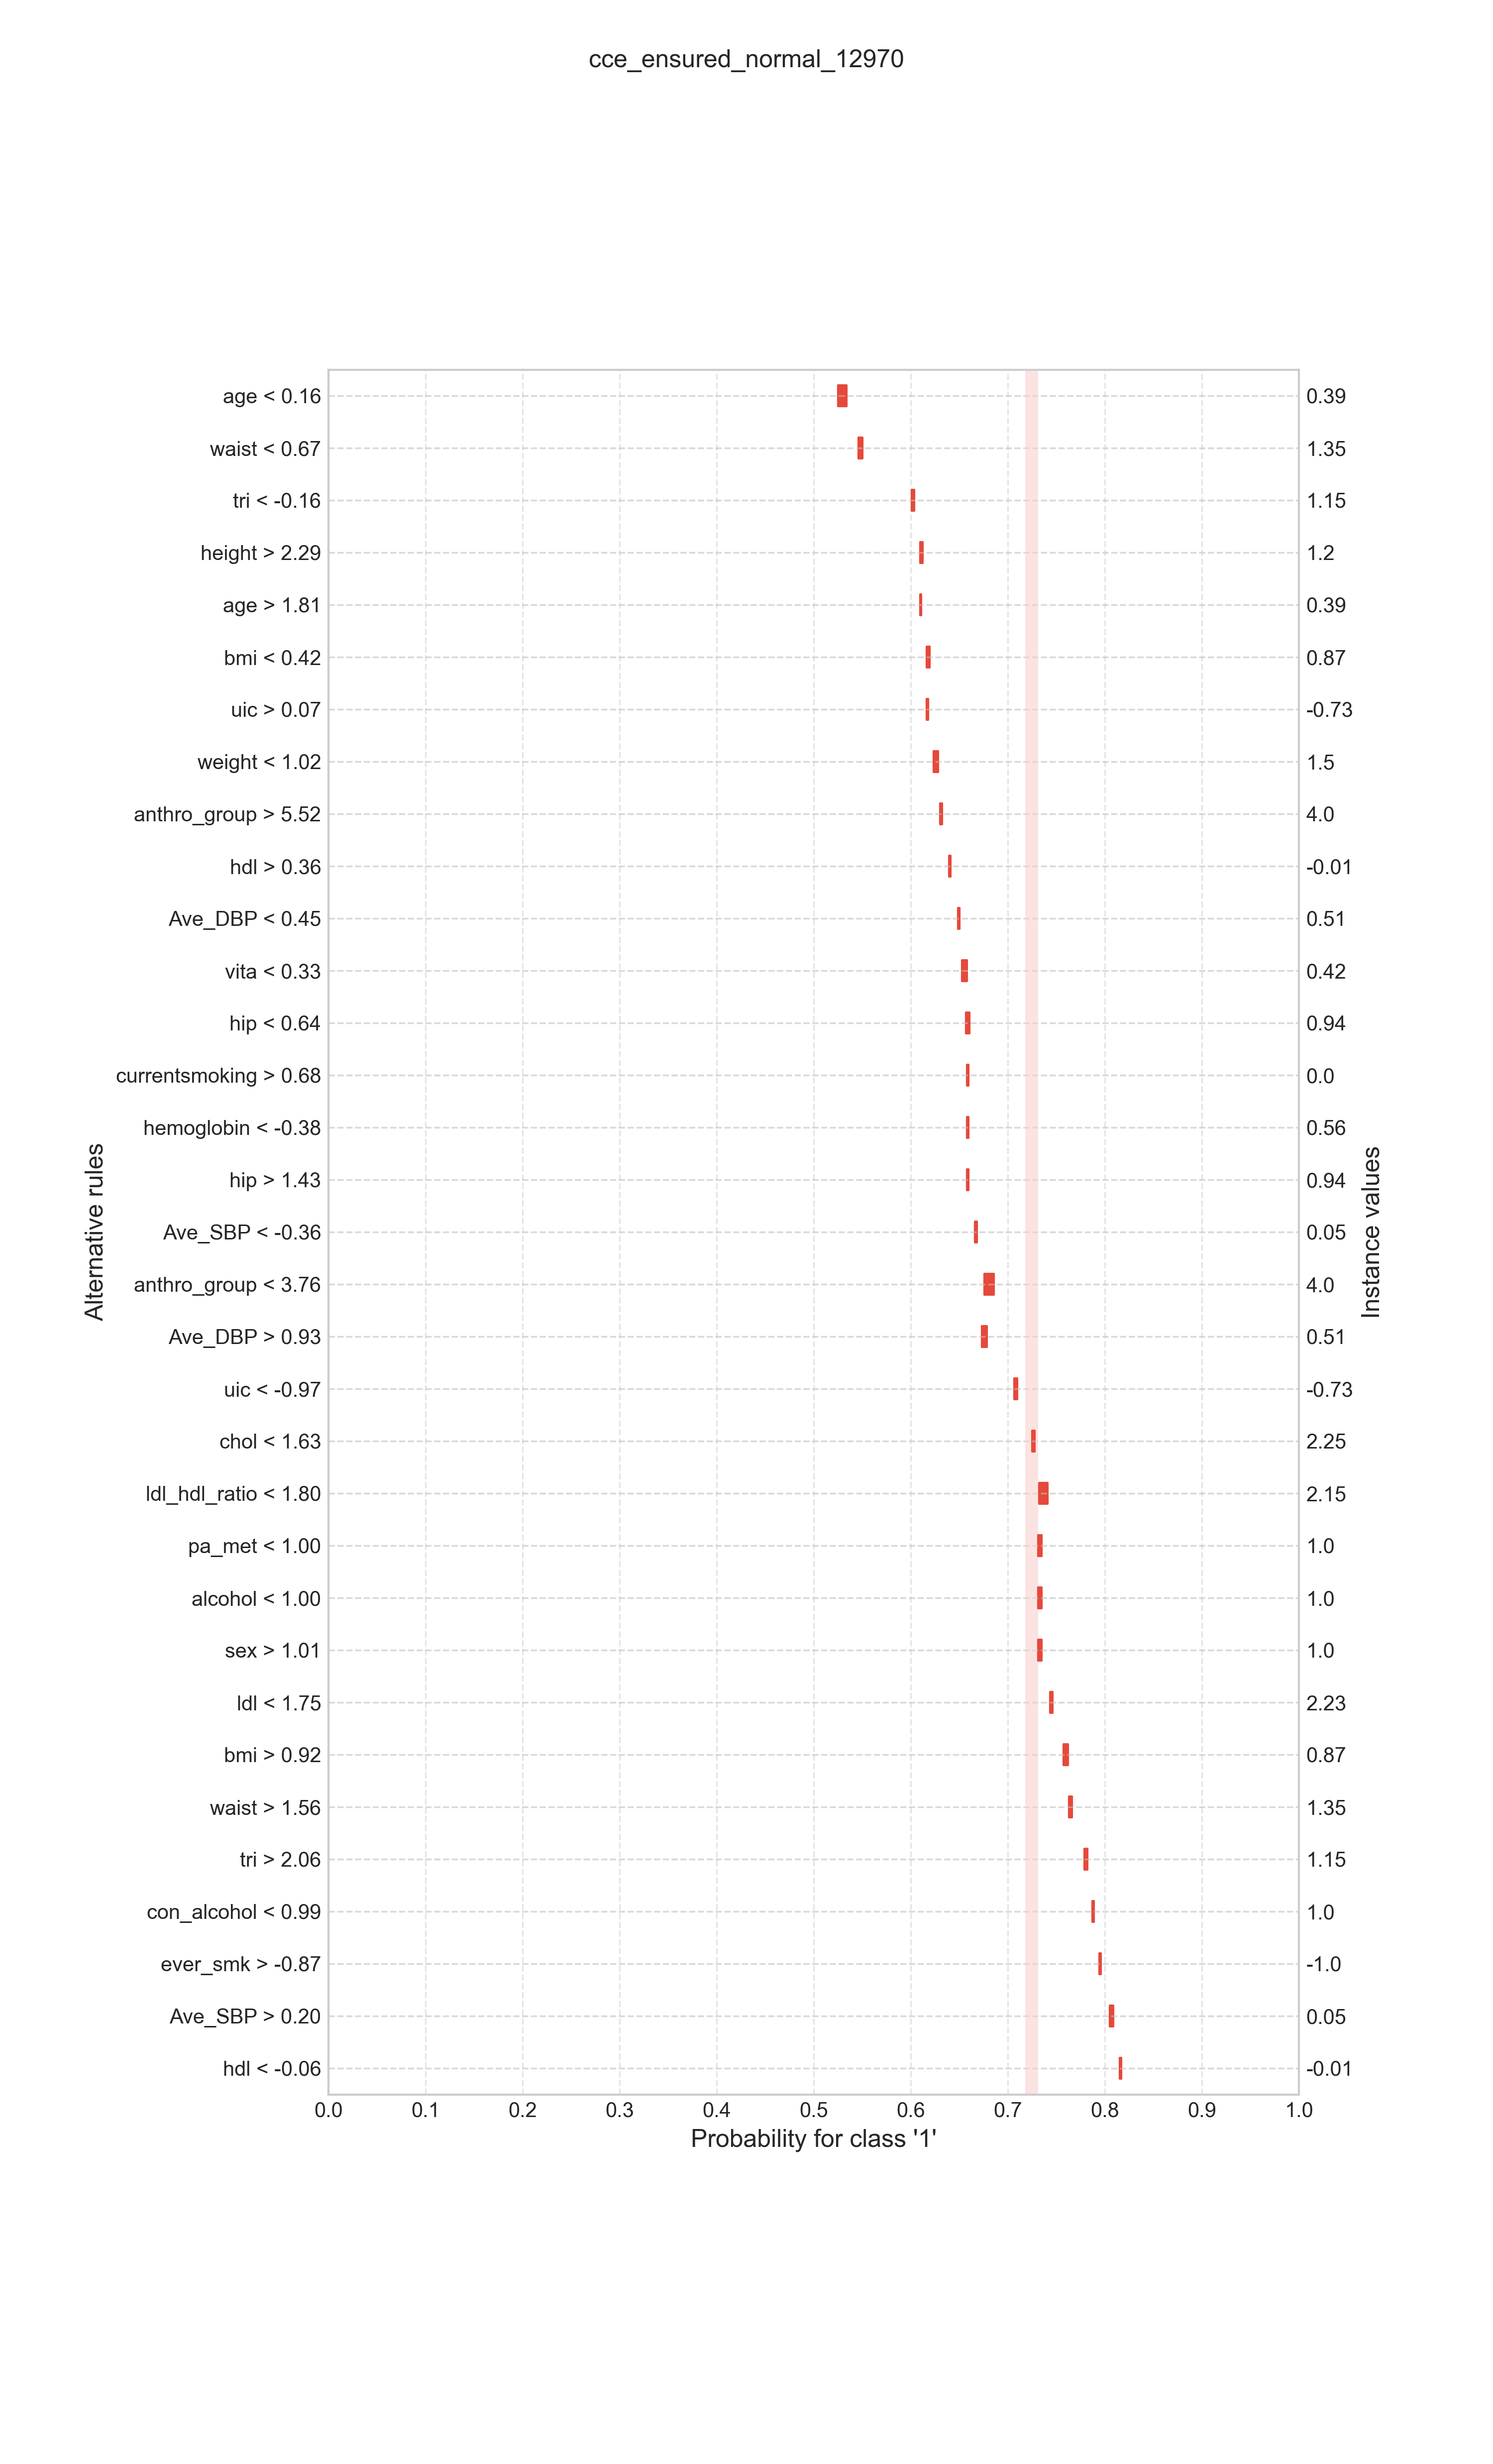 cce_ensured_normal_12970
Alternative rules
age < 0.16 0.39
waist < 0.67 1.35
tri < -0.16 1.15
height > 2.29 1.2
age > 1.81 0.39
bmi < 0.42 0.87
uic > 0.07 -0.73
weight < 1.02 1.5
anthro_group > 5.52 4.0
hdl > 0.36 -0.01
Ave_DBP < 0.45 0.51
vita < 0.33 0.42
hip < 0.64 0.94
currentsmoking > 0.68 0.0
hemoglobin < -0.38 0.56
hip > 1.43 0.94
Ave_SBP < -0.36 0.05
anthro_group < 3.76 4.0
Ave_DBP > 0.93 0.51
uic < -0.97 -0.73
chol < 1.63 2.25
ldl_hdl_ratio < 1.80 2.15
pa_met < 1.00 1.0
alcohol < 1.00 1.0
sex > 1.01 1.0
ldl < 1.75 2.23
bmi > 0.92 0.87
waist > 1.56 1.35
tri > 2.06 1.15
con_alcohol < 0.99 1.0
ever_smk > -0.87 -1.0
Ave_SBP > 0.20 0.05
hdl < -0.06 -0.01
Instance values
0.0 0.1 0.2 0.3 0.4 0.5 0.6 0.7 0.8 0.9 1.0
Probability for class '1'